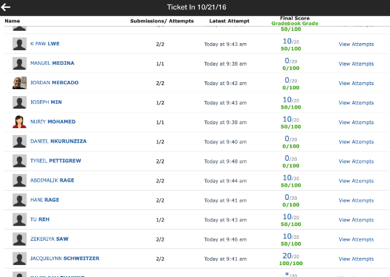 Ticket In 10/21/16
Name Submissions/ Attempts Latest Attempt Final Score
Gradebook Grade
50/100
K PAW LWE 2/2 Today at 9:43 am 10/20 View Attempts
50/100
MANUEL MEDINA 1/1 Today at 9:38 am 0/20 View Attempts
0/100
JORDAN MERCADO 2/2 Today at 9:42 am 0/20 View Attempts
0/100
JOSEPH MIN 1/2 Today at 9:43 am 10/20 View Attempts
50/100
NURIY MOHAMED 1/1 Today at 9:38 am 10/20 View Attempts
50/100
DANIEL NKURUNZIZA 1/2 Today at 9:40 am 0/20 View Attempts
0/100
TYREIL PETTIGREW 2/2 Today at 9:48 am 0/20 View Attempts
0/100
ABDIMALIK RAGE 2/2 Today at 9:44 am 10/20 View Attempts
50/100
HANI RAGE 2/2 Today at 9:41 am 0/20 View Attempts
0/100
TU REH 1/2 Today at 9:43 am 10/20 View Attempts
50/100
ZIKERIYA SAW 2/2 Today at 9:46 am 10/20 View Attempts
50/100
JACQUELYNN SCHWEITZER 2/2 Today at 9:41 am 20/20 View Attempts
100/100